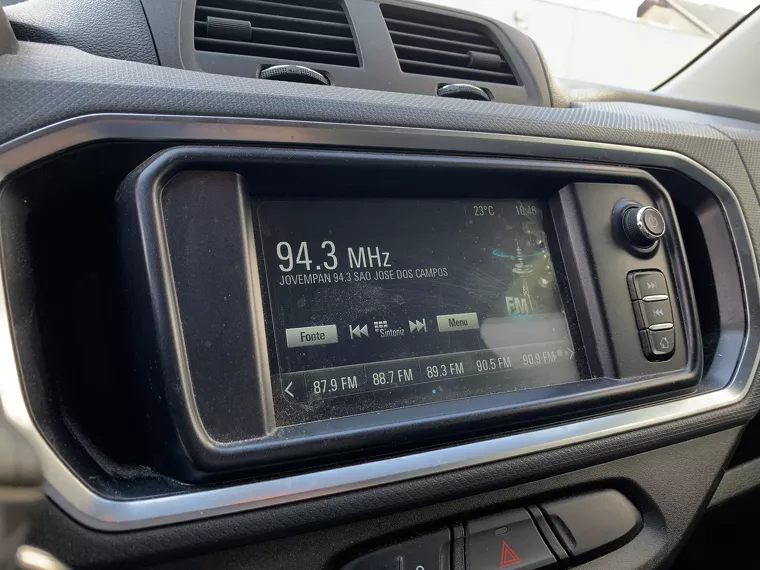 23°C 10:46
94.3 MHz
JOVEMPAN 94.3 SAO JOSE DOS CAMPOS
FM
Fonte Sintoniz Menu
87.9 FM 88.7 FM 89.3 FM 90.5 FM 90.9 FM